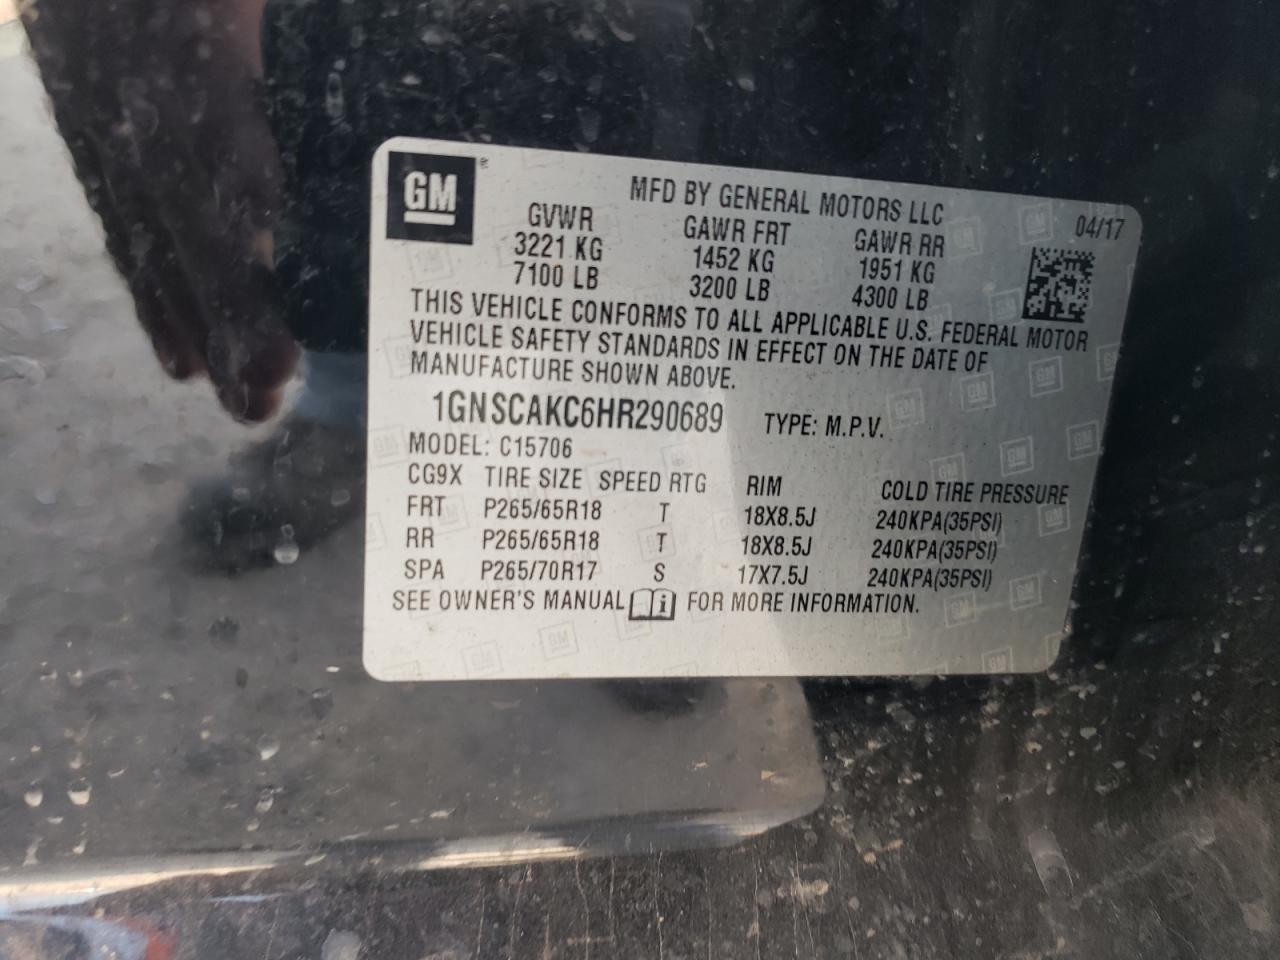 GM ®
MFD BY GENERAL MOTORS LLC
04/17
GVWR GAWR FRT GAWR RR
3221 KG 1452 KG 1951 KG
7100 LB 3200 LB 4300 LB
THIS VEHICLE CONFORMS TO ALL APPLICABLE U.S. FEDERAL MOTOR
VEHICLE SAFETY STANDARDS IN EFFECT ON THE DATE OF
MANUFACTURE SHOWN ABOVE.
1GNSCAKC6HR290689 TYPE: M.P.V.
MODEL: C15706
CG9X TIRE SIZE SPEED RTG RIM COLD TIRE PRESSURE
FRT P265/65R18 T 18X8.5J 240KPA(35PSI)
RR P265/65R18 T 18X8.5J 240KPA(35PSI)
SPA P265/70R17 S 17X7.5J 240KPA(35PSI)
SEE OWNER'S MANUAL i FOR MORE INFORMATION.